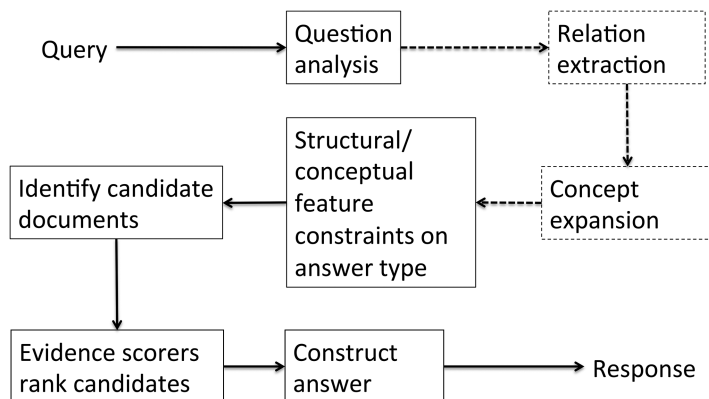 Query
Question
analysis
Relation
extraction
Structural/
conceptual
feature
constraints on
answer type
Identify candidate
documents
Concept
expansion
Evidence scorers
rank candidates
Construct
answer
Response